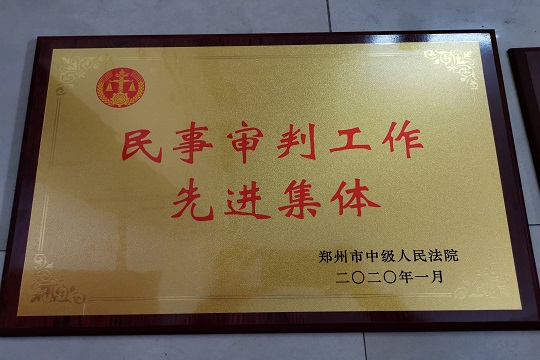 民事审判工作
先进集体
郑州市中级人民法院
二〇二〇年一月